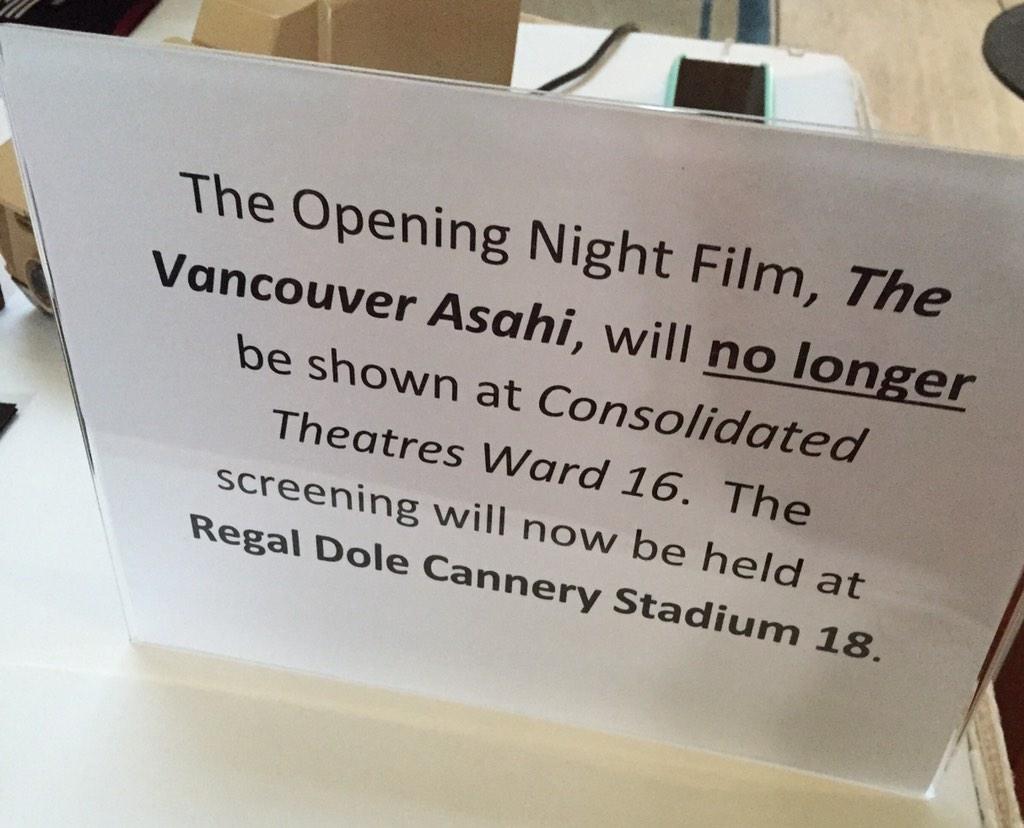 The Opening Night Film, The
Vancouver Asahi, will no longer
be shown at Consolidated
Theatres Ward 16. The
screening will now be held at
Regal Dole Cannery Stadium 18.